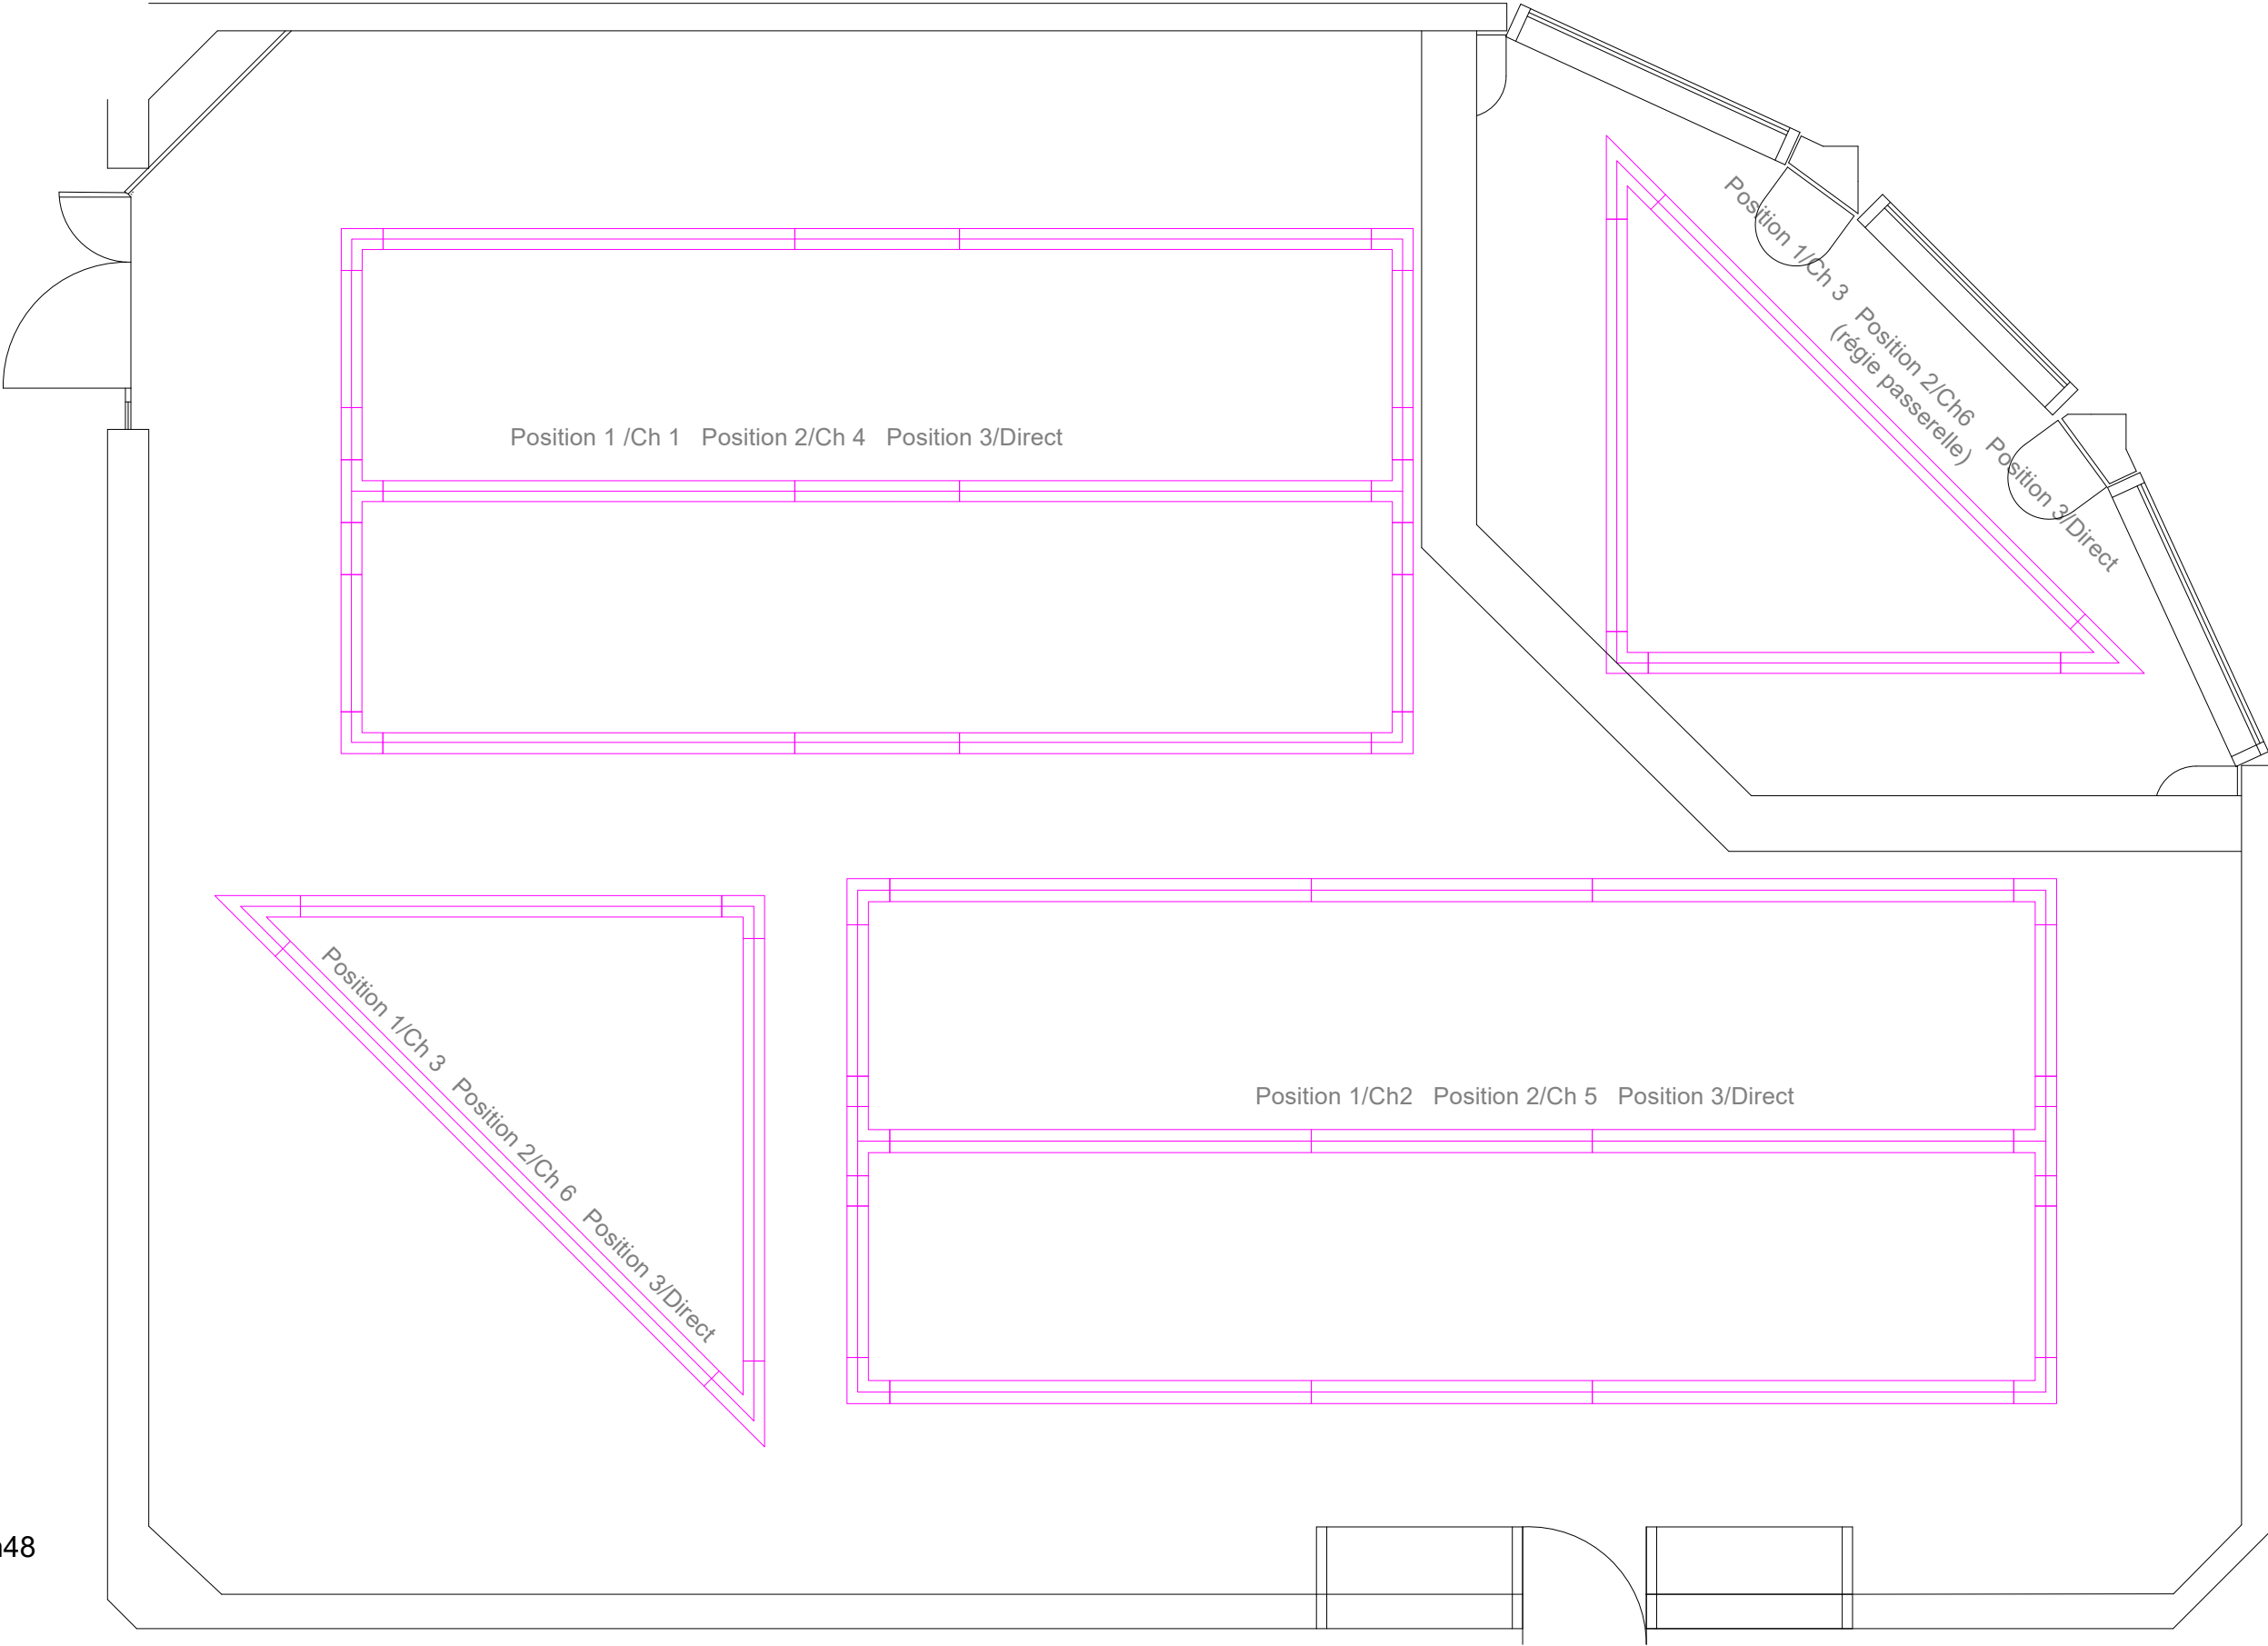 Position 1/Ch 3   Position 2/Ch6   Position 3/Direct
(régie passerelle)
Position 1 /Ch 1   Position 2/Ch 4   Position 3/Direct
Position 1/Ch 3   Position 2/Ch 6   Position 3/Direct
Position 1/Ch2   Position 2/Ch 5   Position 3/Direct
48